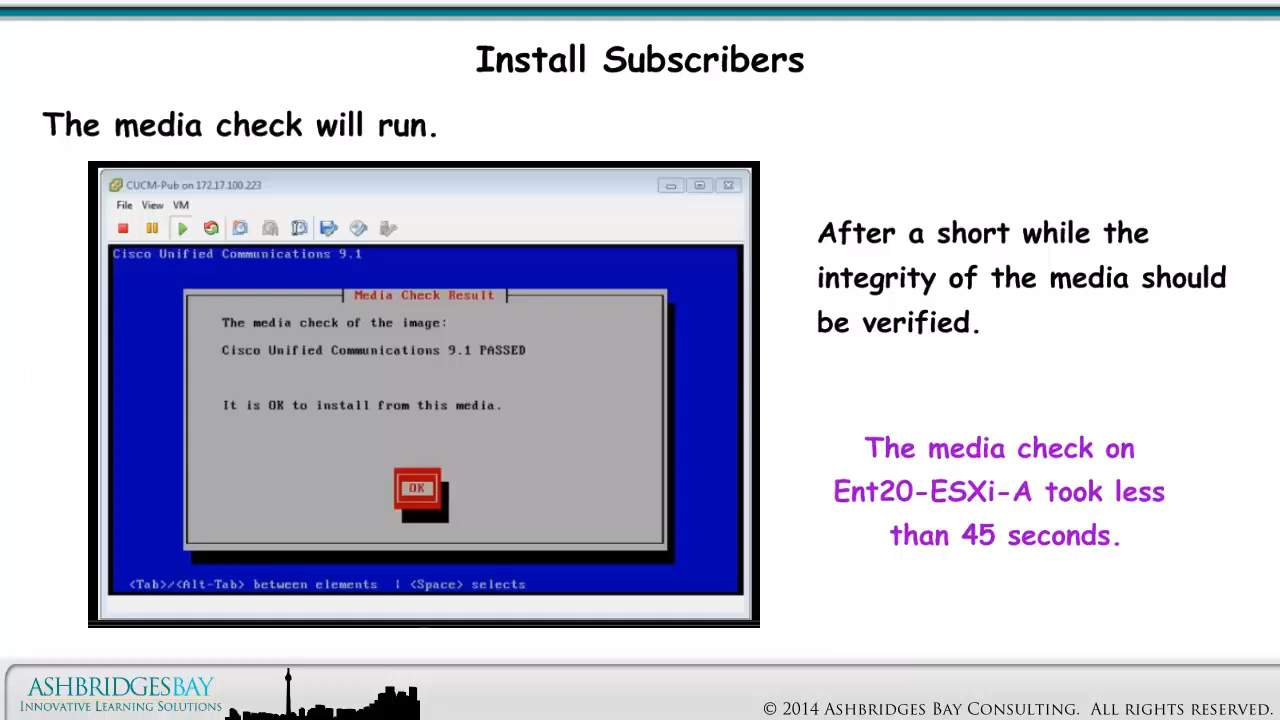 Install Subscribers
The media check will run.
CUCM-Pub on 172.17.100.223
File View VM
Cisco Unified Communications 9.1
Media Check Result
The media check of the image:
Cisco Unified Communications 9.1 PASSED
It is OK to install from this media.
OK
<Tab>/<Alt-Tab> between elements | <Space> selects
After a short while the
integrity of the media should
be verified.
The media check on
Ent20-ESXi-A took less
than 45 seconds.
ASHBRIDGESBAY
INNOVATIVE LEARNING SOLUTIONS
© 2014 ASHBRIDGES BAY CONSULTING. ALL RIGHTS RESERVED.